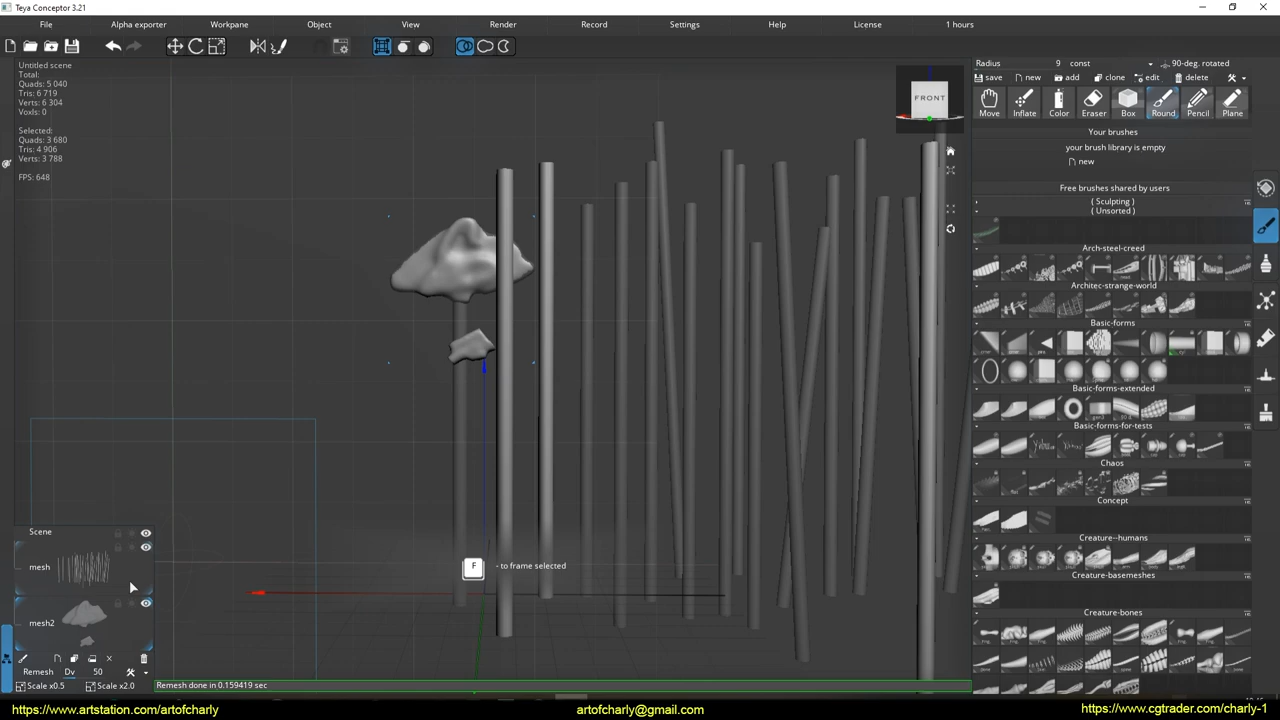 Teya Conceptor 3.21
File Alpha exporter Workpane Object View Render Record Settings Help License 1 hours
Untitled scene
Total:
Quads: 5 040
Tris: 6 719
Verts: 6 304
Voxls: 0
Selected:
Quads: 3 680
Tris: 4 906
Verts: 3 788
FPS: 648
FRONT
Radius 9 const 90-deg. rotated
save new add clone edit delete
Move Inflate Color Eraser Box Round Pencil Plane
Your brushes
your brush library is empty
new
Free brushes shared by users
( Sculpting )
( Unsorted )
Arch-steel-creed
Architec-strange-world
Basic-forms
Basic-forms-extended
Basic-forms-for-tests
Chaos
Concept
Creature--humans
Creature-basemeshes
Creature-bones
Scene
mesh
mesh2
F - to frame selected
Remesh Dv 50
Scale x0.5 Scale x2.0
Remesh done in 0.159419 sec
https://www.artstation.com/artofcharly artofcharly@gmail.com https://www.cgtrader.com/charly-1